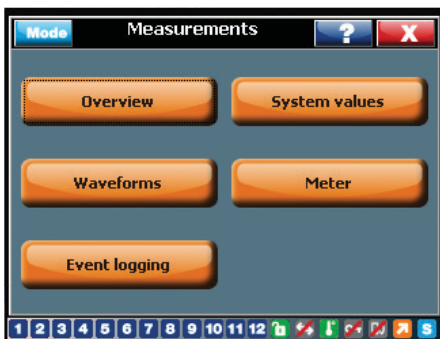 Mode Measurements ? X
Overview System values
Waveforms Meter
Event logging
1 2 3 4 5 6 7 8 9 10 11 12 S